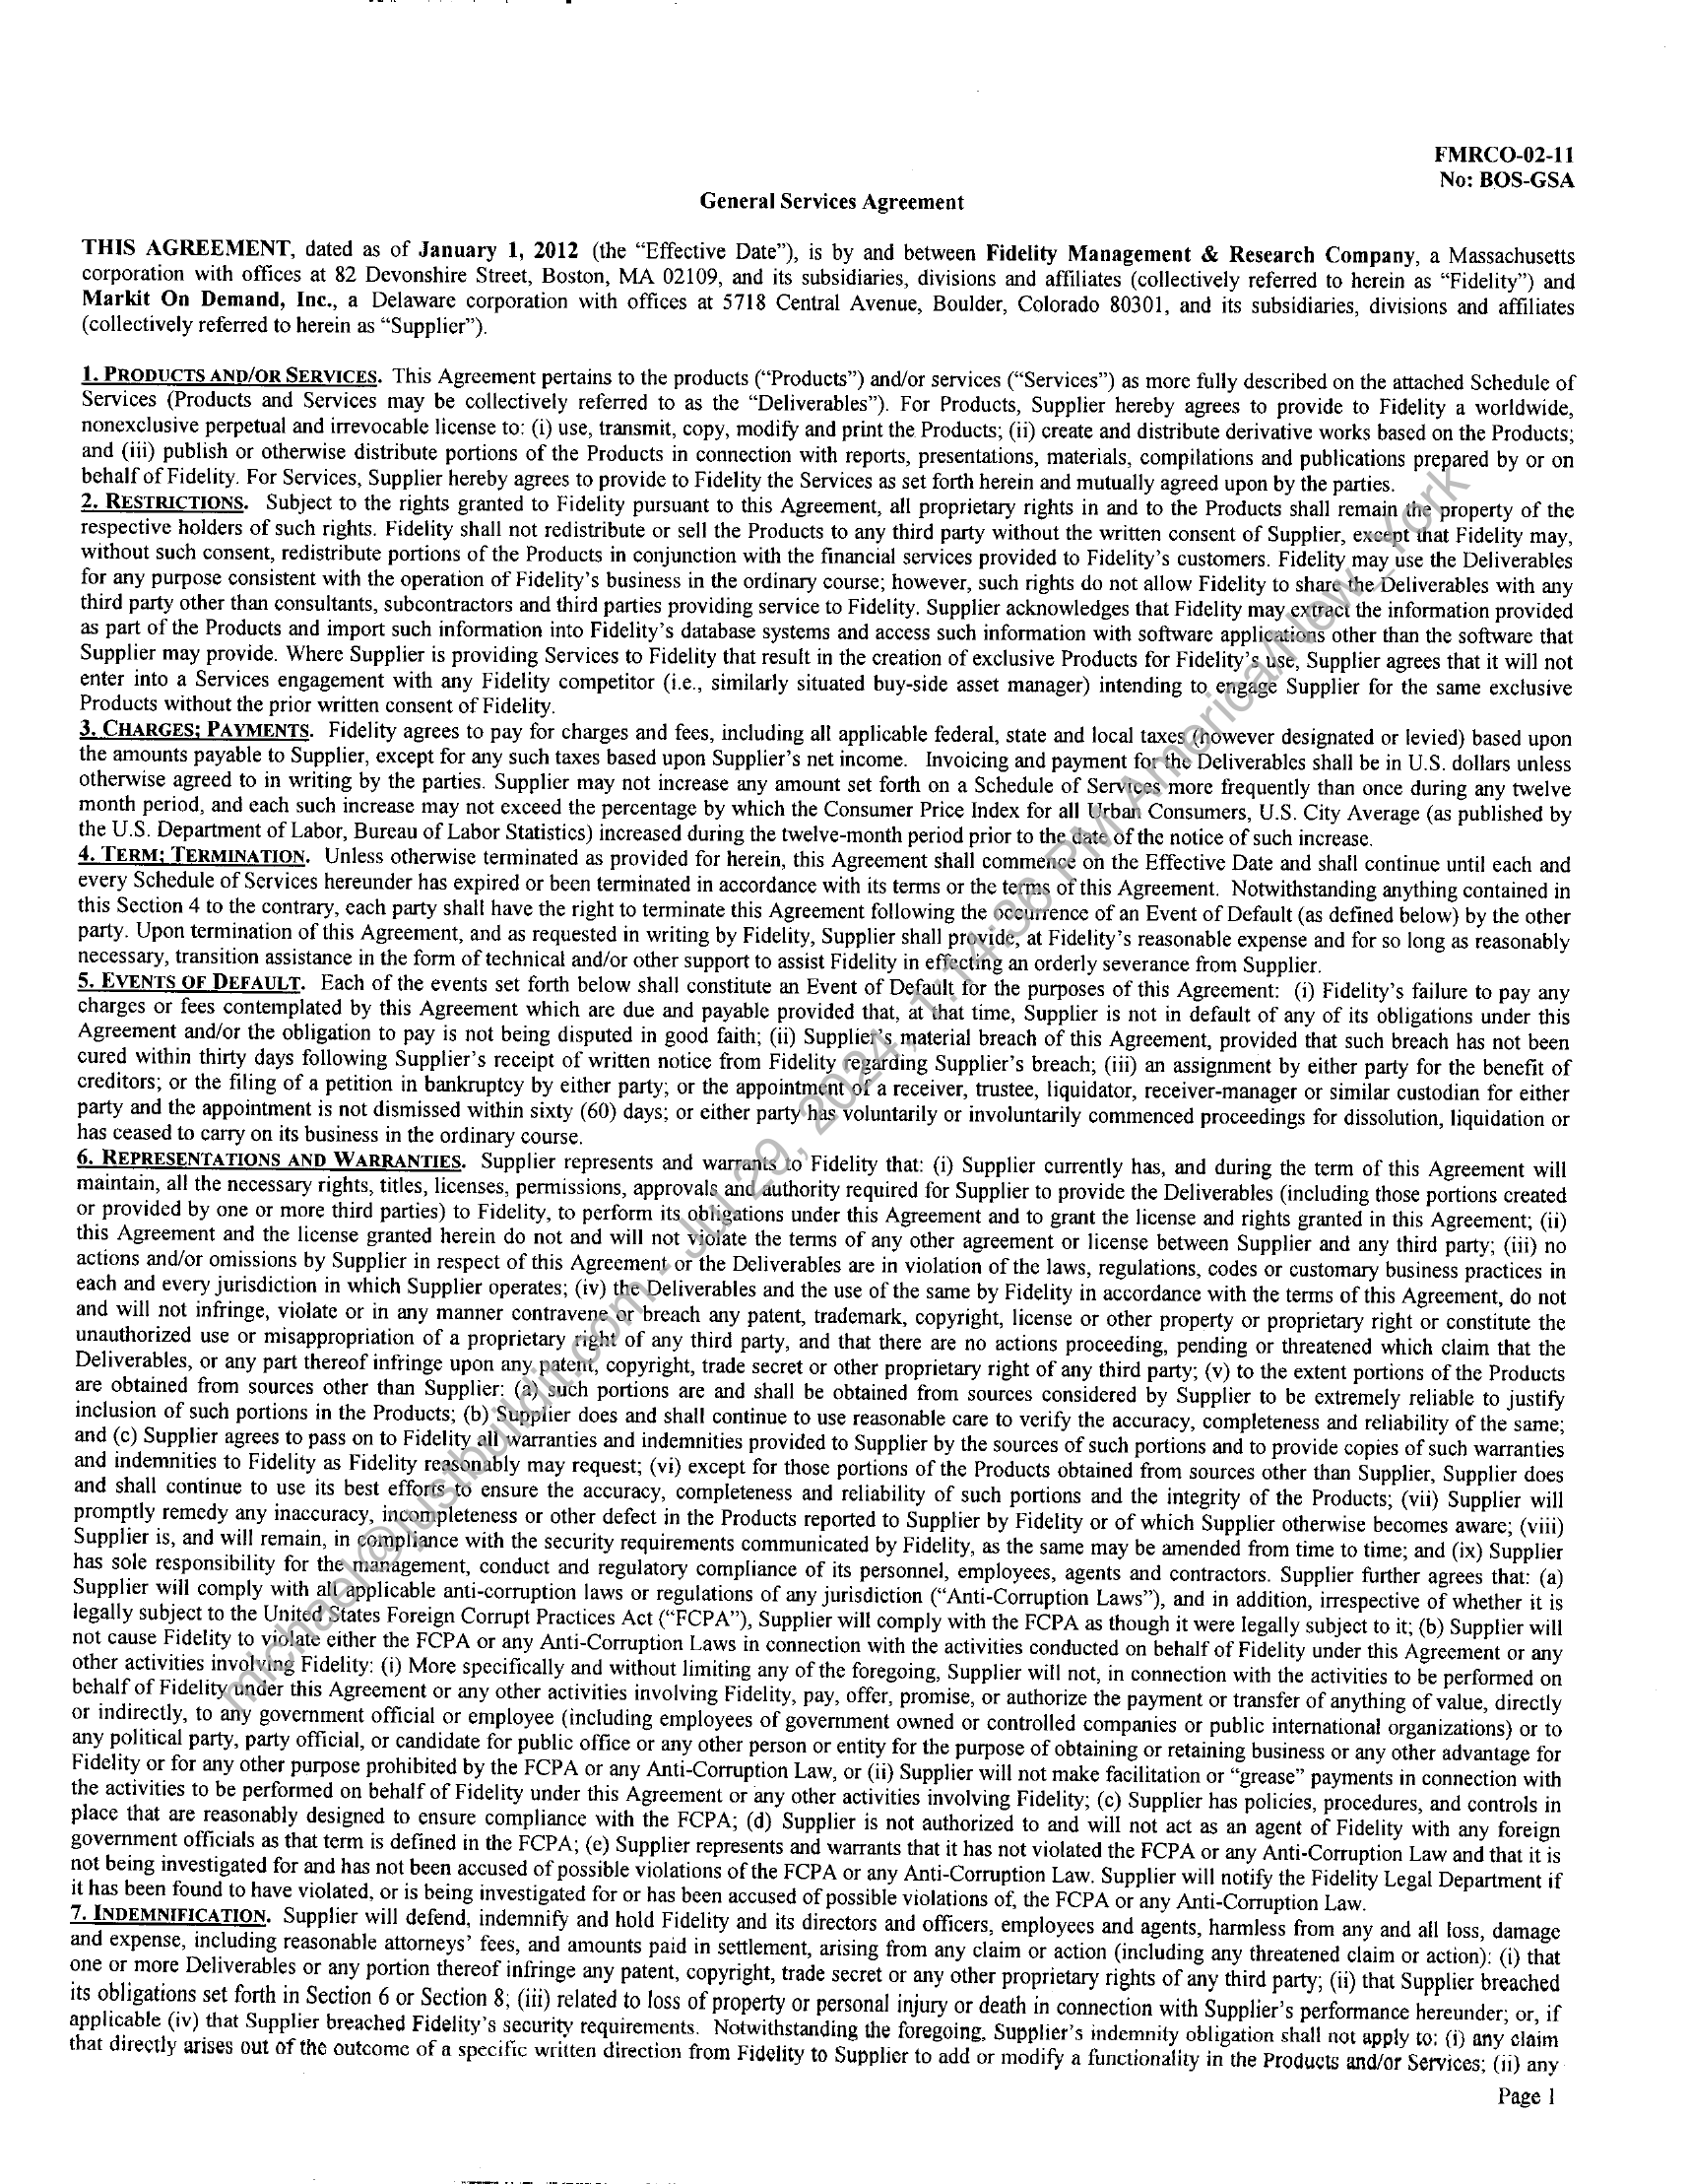 FMRCO-02-11
No: BOS-GSA
General Services Agreement
THIS AGREEMENT, dated as of January 1, 2012 (the “Effective Date”), is by and between Fidelity Management & Research Company, a Massachusetts
corporation with offices at 82 Devonshire Street, Boston, MA 02109, and its subsidiaries, divisions and affiliates (collectively referred to herein as “Fidelity”) and
Markit On Demand, Inc., a Delaware corporation with offices at 5718 Central Avenue, Boulder, Colorado 80301, and its subsidiaries, divisions and affiliates
(collectively referred to herein as “Supplier”).
1. PRODUCTS AND/OR SERVICES. This Agreement pertains to the products (“Products”) and/or services (“Services”) as more fully described on the attached Schedule of
Services (Products and Services may be collectively referred to as the “Deliverables”). For Products, Supplier hereby agrees to provide to Fidelity a worldwide,
nonexclusive perpetual and irrevocable license to: (i) use, transmit, copy, modify and print the Products; (ii) create and distribute derivative works based on the Products;
and (iii) publish or otherwise distribute portions of the Products in connection with reports, presentations, materials, compilations and publications prepared by or on
behalf of Fidelity. For Services, Supplier hereby agrees to provide to Fidelity the Services as set forth herein and mutually agreed upon by the parties.
2. RESTRICTIONS. Subject to the rights granted to Fidelity pursuant to this Agreement, all proprietary rights in and to the Products shall remain the property of the
respective holders of such rights. Fidelity shall not redistribute or sell the Products to any third party without the written consent of Supplier, except that Fidelity may,
without such consent, redistribute portions of the Products in conjunction with the financial services provided to Fidelity’s customers. Fidelity may use the Deliverables
for any purpose consistent with the operation of Fidelity’s business in the ordinary course; however, such rights do not allow Fidelity to share the Deliverables with any
third party other than consultants, subcontractors and third parties providing service to Fidelity. Supplier acknowledges that Fidelity may extract the information provided
as part of the Products and import such information into Fidelity’s database systems and access such information with software applications other than the software that
Supplier may provide. Where Supplier is providing Services to Fidelity that result in the creation of exclusive Products for Fidelity’s use, Supplier agrees that it will not
enter into a Services engagement with any Fidelity competitor (i.e., similarly situated buy-side asset manager) intending to engage Supplier for the same exclusive
Products without the prior written consent of Fidelity.
3. CHARGES; PAYMENTS. Fidelity agrees to pay for charges and fees, including all applicable federal, state and local taxes (however designated or levied) based upon
the amounts payable to Supplier, except for any such taxes based upon Supplier’s net income. Invoicing and payment for the Deliverables shall be in U.S. dollars unless
otherwise agreed to in writing by the parties. Supplier may not increase any amount set forth on a Schedule of Services more frequently than once during any twelve
month period, and each such increase may not exceed the percentage by which the Consumer Price Index for all Urban Consumers, U.S. City Average (as published by
the U.S. Department of Labor, Bureau of Labor Statistics) increased during the twelve-month period prior to the date of the notice of such increase.
4. TERM; TERMINATION. Unless otherwise terminated as provided for herein, this Agreement shall commence on the Effective Date and shall continue until each and
every Schedule of Services hereunder has expired or been terminated in accordance with its terms or the terms of this Agreement. Notwithstanding anything contained in
this Section 4 to the contrary, each party shall have the right to terminate this Agreement following the occurrence of an Event of Default (as defined below) by the other
party. Upon termination of this Agreement, and as requested in writing by Fidelity, Supplier shall provide, at Fidelity’s reasonable expense and for so long as reasonably
necessary, transition assistance in the form of technical and/or other support to assist Fidelity in effecting an orderly severance from Supplier.
5. EVENTS OF DEFAULT. Each of the events set forth below shall constitute an Event of Default for the purposes of this Agreement: (i) Fidelity’s failure to pay any
charges or fees contemplated by this Agreement which are due and payable provided that, at that time, Supplier is not in default of any of its obligations under this
Agreement and/or the obligation to pay is not being disputed in good faith; (ii) Supplier’s material breach of this Agreement, provided that such breach has not been
cured within thirty days following Supplier’s receipt of written notice from Fidelity regarding Supplier’s breach; (iii) an assignment by either party for the benefit of
creditors; or the filing of a petition in bankruptcy by either party; or the appointment of a receiver, trustee, liquidator, receiver-manager or similar custodian for either
party and the appointment is not dismissed within sixty (60) days; or either party has voluntarily or involuntarily commenced proceedings for dissolution, liquidation or
has ceased to carry on its business in the ordinary course.
6. REPRESENTATIONS AND WARRANTIES. Supplier represents and warrants to Fidelity that: (i) Supplier currently has, and during the term of this Agreement will
maintain, all the necessary rights, titles, licenses, permissions, approvals and authority required for Supplier to provide the Deliverables (including those portions created
or provided by one or more third parties) to Fidelity, to perform its obligations under this Agreement and to grant the license and rights granted in this Agreement; (ii)
this Agreement and the license granted herein do not and will not violate the terms of any other agreement or license between Supplier and any third party; (iii) no
actions and/or omissions by Supplier in respect of this Agreement or the Deliverables are in violation of the laws, regulations, codes or customary business practices in
each and every jurisdiction in which Supplier operates; (iv) the Deliverables and the use of the same by Fidelity in accordance with the terms of this Agreement, do not
and will not infringe, violate or in any manner contravene or breach any patent, trademark, copyright, license or other property or proprietary right or constitute the
unauthorized use or misappropriation of a proprietary right of any third party, and that there are no actions proceeding, pending or threatened which claim that the
Deliverables, or any part thereof infringe upon any patent, copyright, trade secret or other proprietary right of any third party; (v) to the extent portions of the Products
are obtained from sources other than Supplier: (a) such portions are and shall be obtained from sources considered by Supplier to be extremely reliable to justify
inclusion of such portions in the Products; (b) Supplier does and shall continue to use reasonable care to verify the accuracy, completeness and reliability of the same;
and (c) Supplier agrees to pass on to Fidelity all warranties and indemnities provided to Supplier by the sources of such portions and to provide copies of such warranties
and indemnities to Fidelity as Fidelity reasonably may request; (vi) except for those portions of the Products obtained from sources other than Supplier, Supplier does
and shall continue to use its best efforts to ensure the accuracy, completeness and reliability of such portions and the integrity of the Products; (vii) Supplier will
promptly remedy any inaccuracy, incompleteness or other defect in the Products reported to Supplier by Fidelity or of which Supplier otherwise becomes aware; (viii)
Supplier is, and will remain, in compliance with the security requirements communicated by Fidelity, as the same may be amended from time to time; and (ix) Supplier
has sole responsibility for the management, conduct and regulatory compliance of its personnel, employees, agents and contractors. Supplier further agrees that: (a)
Supplier will comply with all applicable anti-corruption laws or regulations of any jurisdiction (“Anti-Corruption Laws”), and in addition, irrespective of whether it is
legally subject to the United States Foreign Corrupt Practices Act (“FCPA”), Supplier will comply with the FCPA as though it were legally subject to it; (b) Supplier will
not cause Fidelity to violate either the FCPA or any Anti-Corruption Laws in connection with the activities conducted on behalf of Fidelity under this Agreement or any
other activities involving Fidelity: (i) More specifically and without limiting any of the foregoing, Supplier will not, in connection with the activities to be performed on
behalf of Fidelity under this Agreement or any other activities involving Fidelity, pay, offer, promise, or authorize the payment or transfer of anything of value, directly
or indirectly, to any government official or employee (including employees of government owned or controlled companies or public international organizations) or to
any political party, party official, or candidate for public office or any other person or entity for the purpose of obtaining or retaining business or any other advantage for
Fidelity or for any other purpose prohibited by the FCPA or any Anti-Corruption Law, or (ii) Supplier will not make facilitation or “grease” payments in connection with
the activities to be performed on behalf of Fidelity under this Agreement or any other activities involving Fidelity; (c) Supplier has policies, procedures, and controls in
place that are reasonably designed to ensure compliance with the FCPA; (d) Supplier is not authorized to and will not act as an agent of Fidelity with any foreign
government officials as that term is defined in the FCPA; (e) Supplier represents and warrants that it has not violated the FCPA or any Anti-Corruption Law and that it is
not being investigated for and has not been accused of possible violations of the FCPA or any Anti-Corruption Law. Supplier will notify the Fidelity Legal Department if
it has been found to have violated, or is being investigated for or has been accused of possible violations of, the FCPA or any Anti-Corruption Law.
7. INDEMNIFICATION. Supplier will defend, indemnify and hold Fidelity and its directors and officers, employees and agents, harmless from any and all loss, damage
and expense, including reasonable attorneys’ fees, and amounts paid in settlement, arising from any claim or action (including any threatened claim or action): (i) that
one or more Deliverables or any portion thereof infringe any patent, copyright, trade secret or any other proprietary rights of any third party; (ii) that Supplier breached
its obligations set forth in Section 6 or Section 8; (iii) related to loss of property or personal injury or death in connection with Supplier’s performance hereunder; or, if
applicable (iv) that Supplier breached Fidelity’s security requirements. Notwithstanding the foregoing, Supplier’s indemnity obligation shall not apply to: (i) any claim
that directly arises out of the outcome of a specific written direction from Fidelity to Supplier to add or modify a functionality in the Products and/or Services; (ii) any
Page 1
michaelk@justbuildit.com - Jul 29, 2024, 1:14:36 PM America/New_York